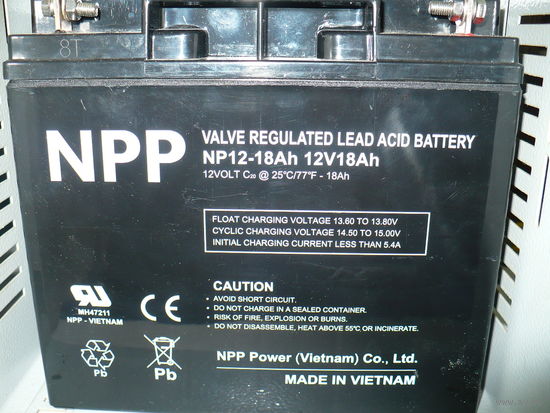 8T
NPP
VALVE REGULATED LEAD ACID BATTERY
NP12-18Ah 12V18Ah
12VOLT C₂₀ @ 25°C/77°F - 18Ah
FLOAT CHARGING VOLTAGE 13.60 TO 13.80V
CYCLIC CHARGING VOLTAGE 14.50 TO 15.00V
INITIAL CHARGING CURRENT LESS THAN 5.4A
CAUTION
• AVOID SHORT CIRCUIT.
• DO NOT CHARGE IN A SEALED CONTAINER.
• RISK OF FIRE, EXPLOSION OR BURNS.
• DO NOT DISASSEMBLE, HEAT ABOVE 55°C OR INCINERATE.
MH47211
NPP - VIETNAM
CE
Pb
Pb
NPP Power (Vietnam) Co., Ltd.
MADE IN VIETNAM